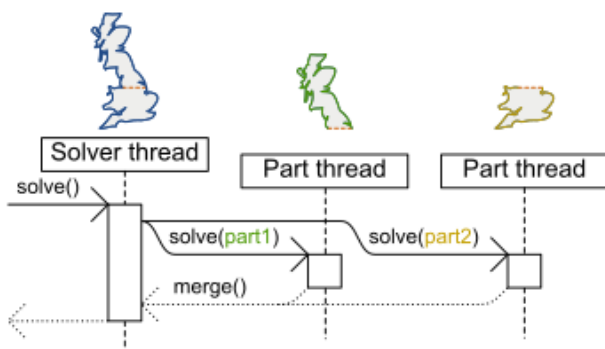 Solver thread
Part thread
Part thread
solve()
solve(part1)
solve(part2)
merge()